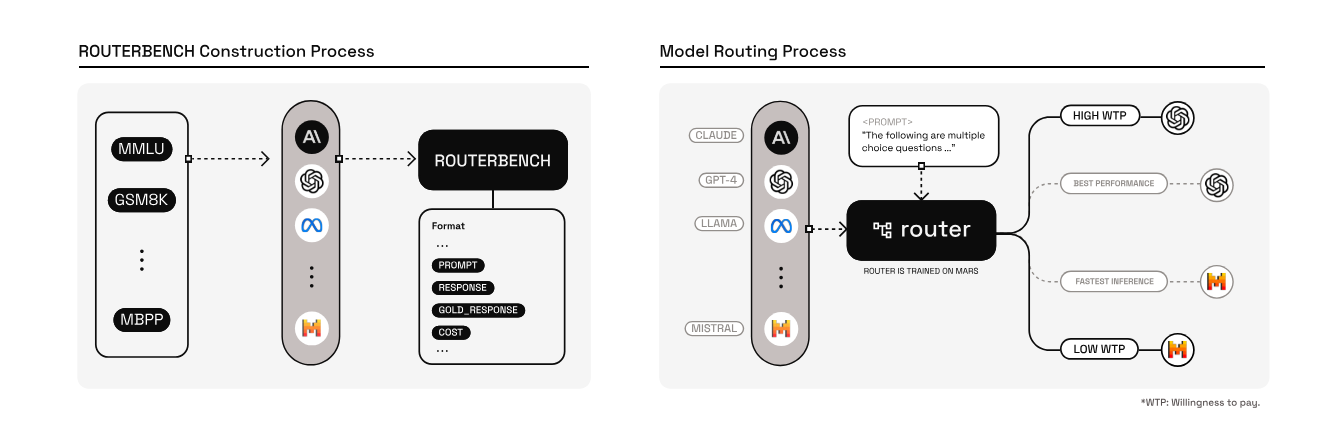 ROUTERBENCH Construction Process
MMLU
GSM8K
MBPP
ROUTERBENCH
Format
...
PROMPT
RESPONSE
GOLD_RESPONSE
COST
...
Model Routing Process
CLAUDE
GPT-4
LLAMA
MISTRAL
<PROMPT>
"The following are multiple
choice questions ..."
router
ROUTER IS TRAINED ON MARS
HIGH WTP
BEST PERFORMANCE
FASTEST INFERENCE
LOW WTP
*WTP: Willingness to pay.